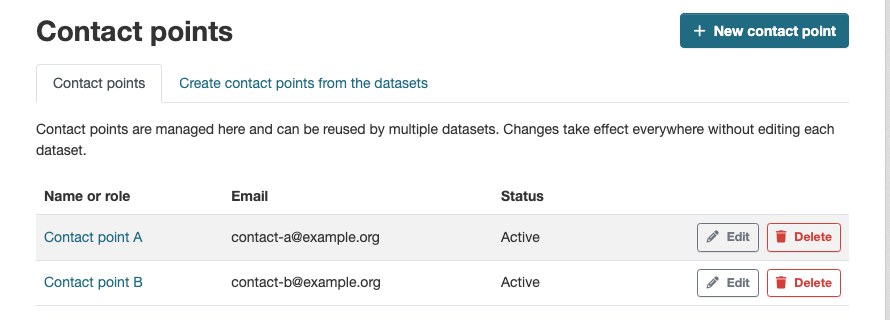 Contact points
+ New contact point
Contact points
Create contact points from the datasets
Contact points are managed here and can be reused by multiple datasets. Changes take effect everywhere without editing each
dataset.
Name or role Email Status
Contact point A contact-a@example.org Active Edit Delete
Contact point B contact-b@example.org Active Edit Delete